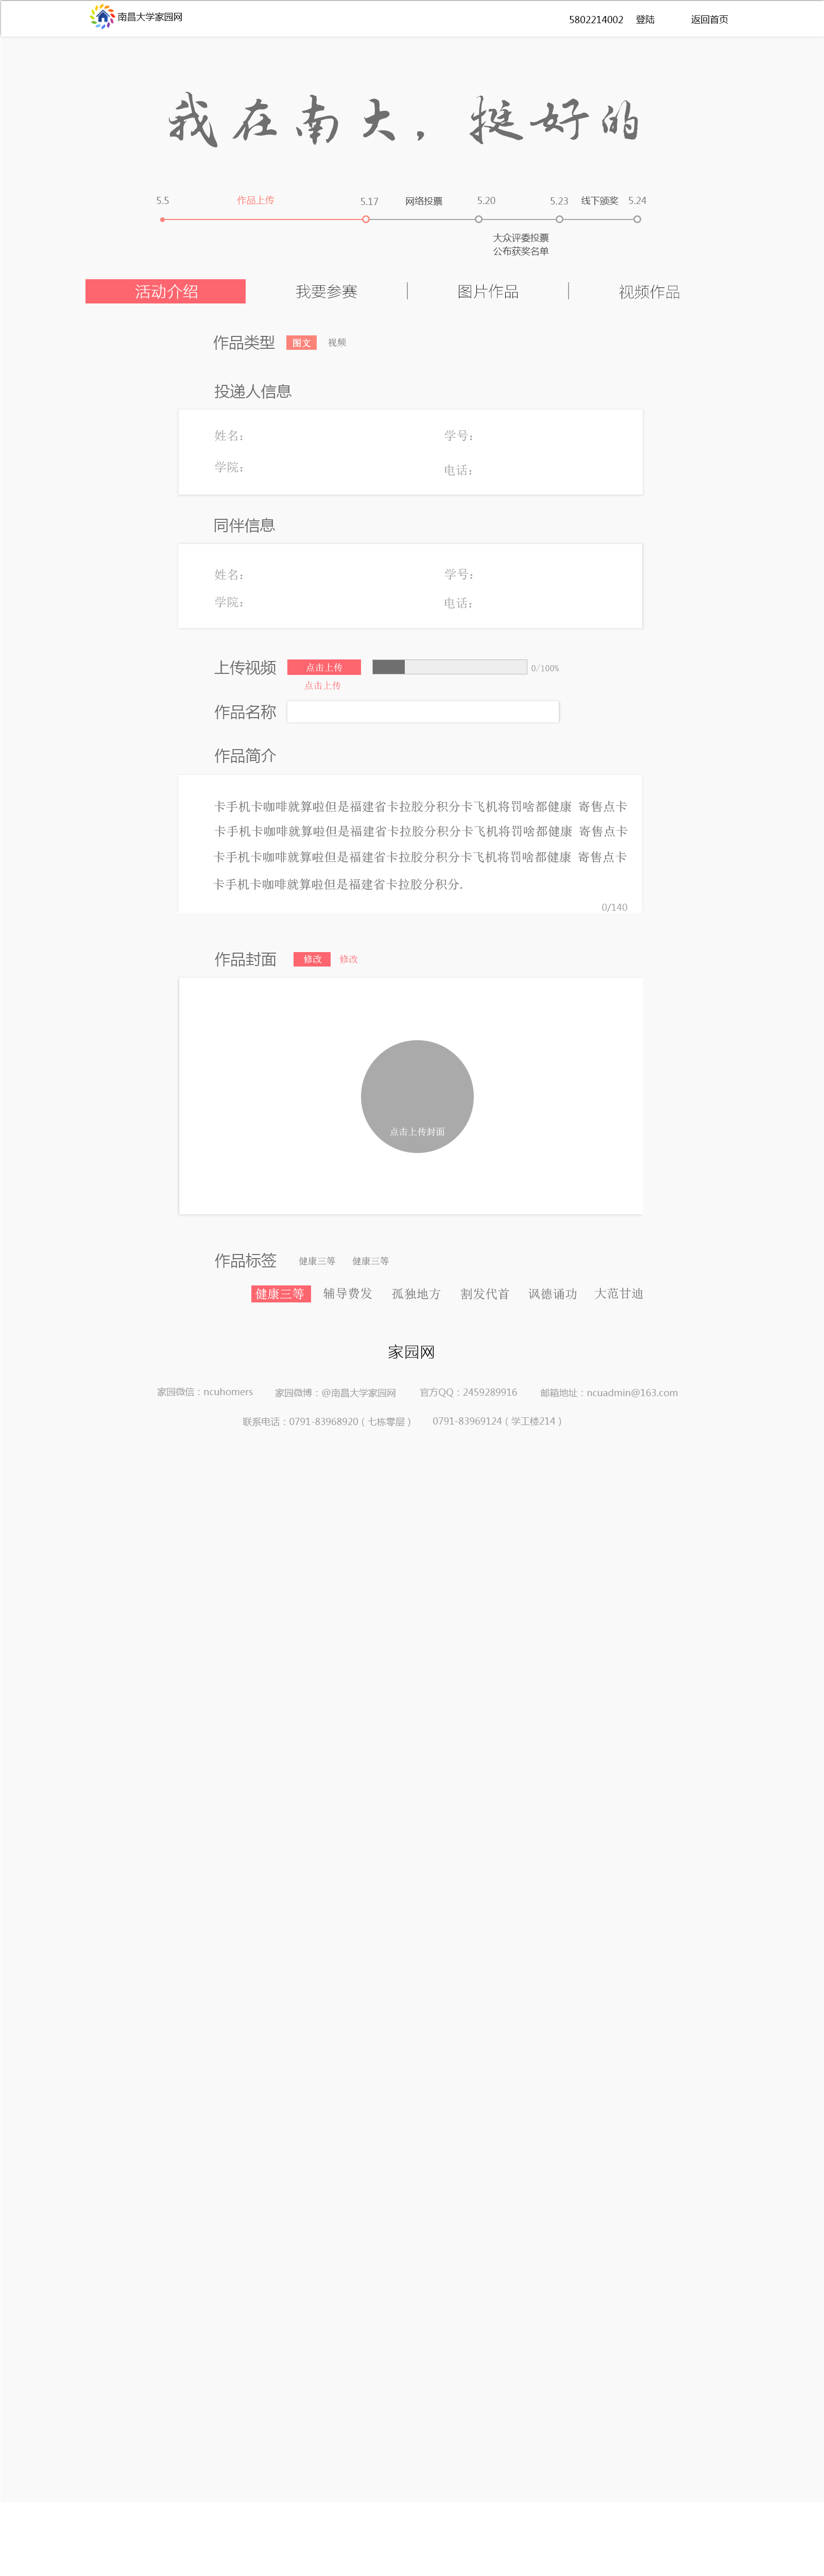 南昌大学家园网 5802214002 登陆 返回首页
我在南大，挺好的
5.5 作品上传 5.17 网络投票 5.20 5.23 线下颁奖 5.24
大众评委投票
公布获奖名单
活动介绍 我要参赛 图片作品 视频作品
作品类型 图文 视频
投递人信息
姓名： 学号：
学院： 电话：
同伴信息
姓名： 学号：
学院： 电话：
上传视频 点击上传 0/100%
点击上传
作品名称
作品简介
卡手机卡咖啡就算啦但是福建省卡拉胶分积分卡飞机将罚啥都健康 寄售点卡
卡手机卡咖啡就算啦但是福建省卡拉胶分积分卡飞机将罚啥都健康 寄售点卡
卡手机卡咖啡就算啦但是福建省卡拉胶分积分卡飞机将罚啥都健康 寄售点卡
卡手机卡咖啡就算啦但是福建省卡拉胶分积分.
0/140
作品封面 修改 修改
点击上传封面
作品标签 健康三等 健康三等
健康三等 辅导费发 孤独地方 割发代首 讽德诵功 大范甘迪
家园网
家园微信：ncuhomers 家园微博：@南昌大学家园网 官方QQ：2459289916 邮箱地址：ncuadmin@163.com
联系电话：0791-83968920（七栋零层） 0791-83969124（学工楼214）